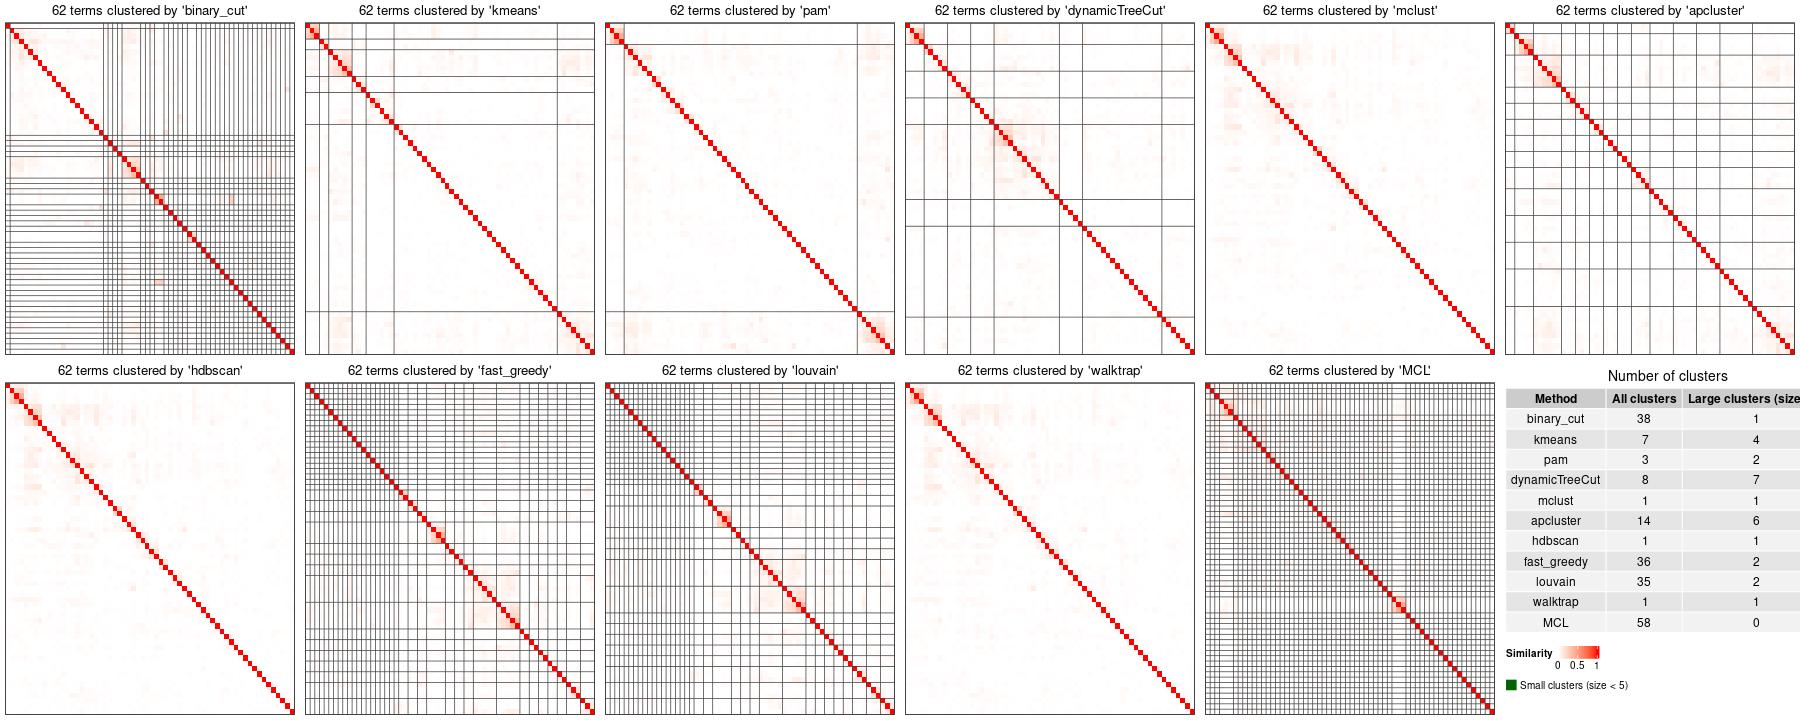 62 terms clustered by 'binary_cut'
62 terms clustered by 'kmeans'
62 terms clustered by 'pam'
62 terms clustered by 'dynamicTreeCut'
62 terms clustered by 'mclust'
62 terms clustered by 'apcluster'
62 terms clustered by 'hdbscan'
62 terms clustered by 'fast_greedy'
62 terms clustered by 'louvain'
62 terms clustered by 'walktrap'
62 terms clustered by 'MCL'
Number of clusters
Method All clusters Large clusters (size
binary_cut 38 1
kmeans 7 4
pam 3 2
dynamicTreeCut 8 7
mclust 1 1
apcluster 14 6
hdbscan 1 1
fast_greedy 36 2
louvain 35 2
walktrap 1 1
MCL 58 0
Similarity
0 0.5 1
Small clusters (size < 5)